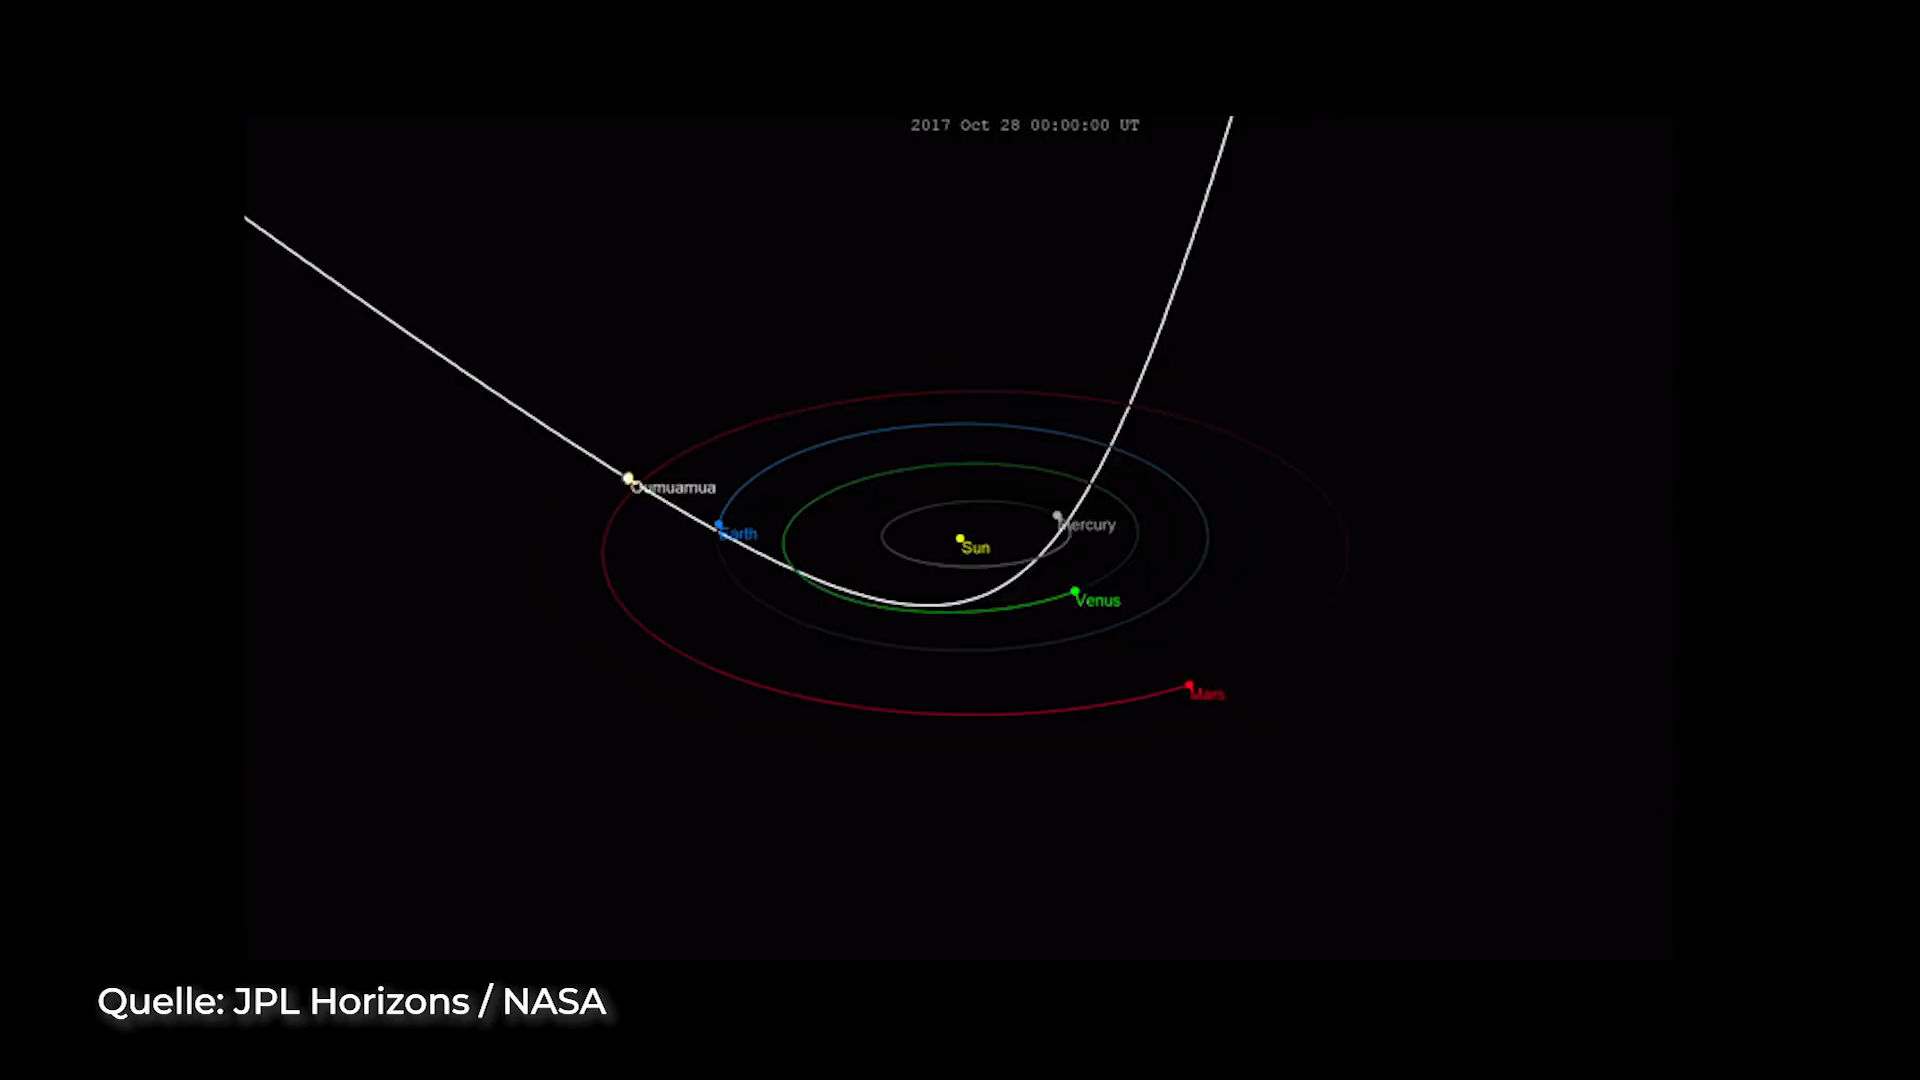 2017 Oct 28 00:00:00 UT
Oumuamua
Earth
Mercury
Sun
Venus
Mars
Quelle: JPL Horizons / NASA